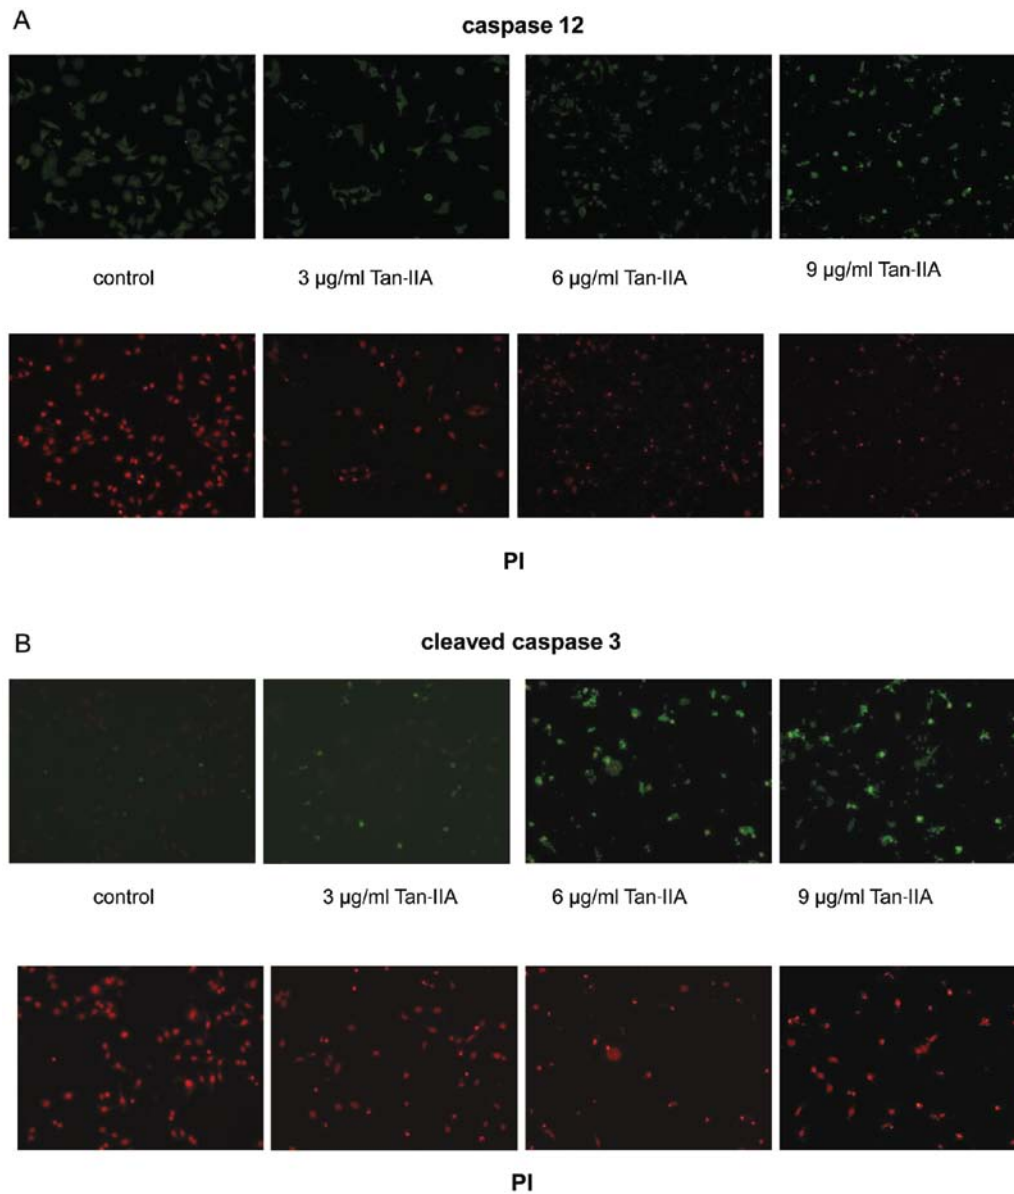 A
caspase 12
control
3 µg/ml Tan-IIA
6 µg/ml Tan-IIA
9 µg/ml Tan-IIA
PI
B
cleaved caspase 3
control
3 µg/ml Tan-IIA
6 µg/ml Tan-IIA
9 µg/ml Tan-IIA
PI